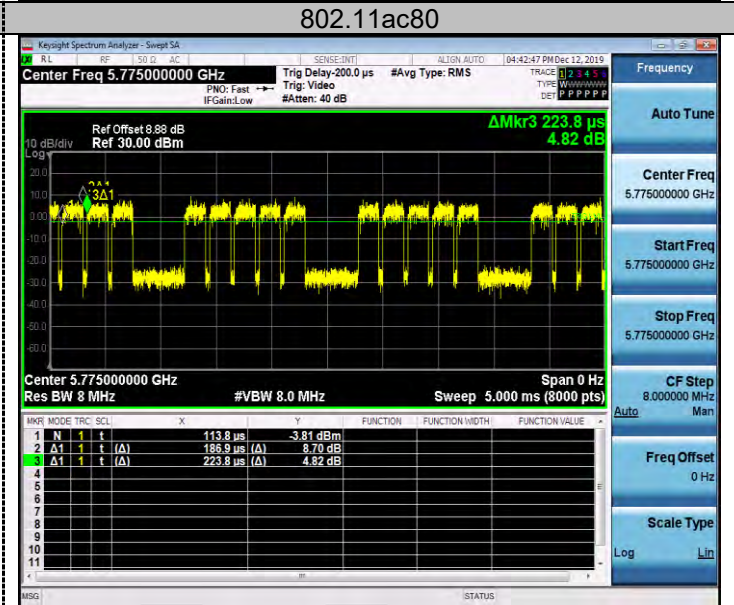 802.11ac80
Keysight Spectrum Analyzer - Swept SA
RL RF 50 Ω AC SENSE:INT ALIGN AUTO 04:42:47 PM Dec 12, 2019
Center Freq 5.775000000 GHz
PNO: Fast
IFGain:Low
Trig Delay-200.0 µs
Trig: Video
#Atten: 40 dB
#Avg Type: RMS
TRACE 1 2 3 4 5 6
TYPE
DET P P P P P P
Frequency
Auto Tune
Center Freq
5.775000000 GHz
Start Freq
5.775000000 GHz
Stop Freq
5.775000000 GHz
CF Step
8.000000 MHz
Auto Man
Freq Offset
0 Hz
Scale Type
Log Lin
10 dB/div
Log
Ref Offset 8.88 dB
Ref 30.00 dBm
ΔMkr3 223.8 µs
4.82 dB
20.0
10.0
0.00
-10.0
-20.0
-30.0
-40.0
-50.0
-60.0
3Δ1
Center 5.775000000 GHz Span 0 Hz
Res BW 8 MHz #VBW 8.0 MHz Sweep 5.000 ms (8000 pts)
MKR MODE TRC SCL X Y FUNCTION FUNCTION WIDTH FUNCTION VALUE
1 N 1 t 113.8 µs -3.81 dBm
2 Δ1 1 t (Δ) 186.9 µs (Δ) 8.70 dB
3 Δ1 1 t (Δ) 223.8 µs (Δ) 4.82 dB
4
5
6
7
8
9
10
11
MSG STATUS